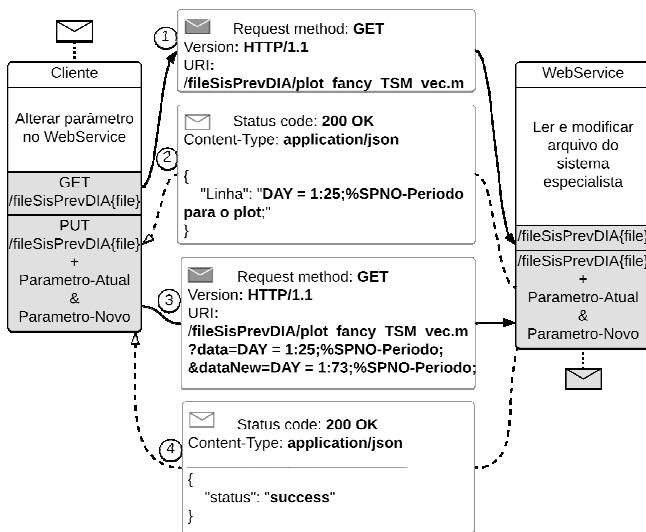 Cliente
Alterar parâmetro
no WebService
GET
/fileSisPrevDIA{file}
PUT
/fileSisPrevDIA{file}
+
Parametro-Atual
&
Parametro-Novo
1
Request method: GET
Version: HTTP/1.1
URI:
/fileSisPrevDIA/plot_fancy_TSM_vec.m
2
Status code: 200 OK
Content-Type: application/json
{
"Linha": "DAY = 1:25;%SPNO-Periodo
para o plot;"
}
3
Request method: GET
Version: HTTP/1.1
URI:
/fileSisPrevDIA/plot_fancy_TSM_vec.m
?data=DAY = 1:25;%SPNO-Periodo;
&dataNew=DAY = 1:73;%SPNO-Periodo;
4
Status code: 200 OK
Content-Type: application/json
{
"status": "success"
}
WebService
Ler e modificar
arquivo do
sistema
especialista
/fileSisPrevDIA{file}
/fileSisPrevDIA{file}
+
Parametro-Atual
&
Parametro-Novo